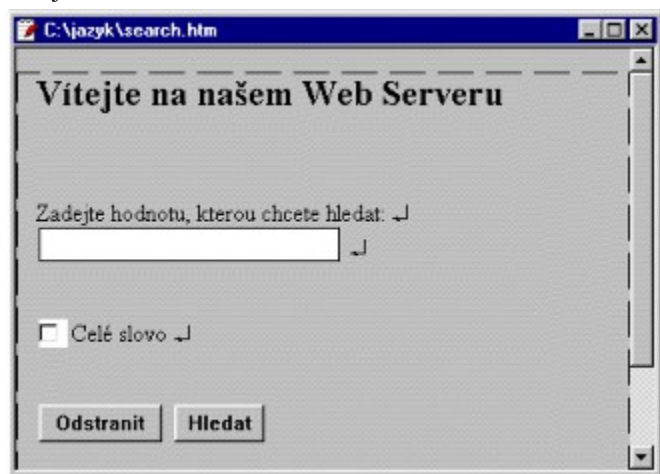 C:\jazyk\search.htm
Vítejte na našem Web Serveru
Zadejte hodnotu, kterou chcete hledat:
Celé slovo
Odstranit Hledat